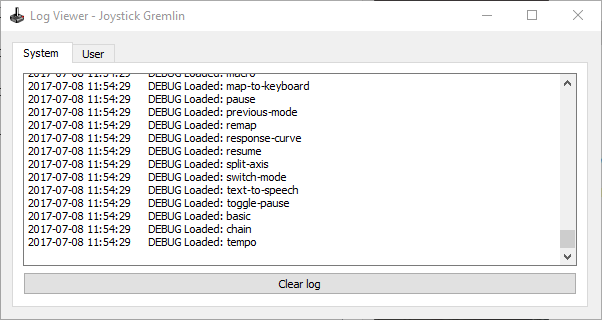 Log Viewer - Joystick Gremlin
System User
2017-07-08 11:54:29 DEBUG Loaded: macro
2017-07-08 11:54:29 DEBUG Loaded: map-to-keyboard
2017-07-08 11:54:29 DEBUG Loaded: pause
2017-07-08 11:54:29 DEBUG Loaded: previous-mode
2017-07-08 11:54:29 DEBUG Loaded: remap
2017-07-08 11:54:29 DEBUG Loaded: response-curve
2017-07-08 11:54:29 DEBUG Loaded: resume
2017-07-08 11:54:29 DEBUG Loaded: split-axis
2017-07-08 11:54:29 DEBUG Loaded: switch-mode
2017-07-08 11:54:29 DEBUG Loaded: text-to-speech
2017-07-08 11:54:29 DEBUG Loaded: toggle-pause
2017-07-08 11:54:29 DEBUG Loaded: basic
2017-07-08 11:54:29 DEBUG Loaded: chain
2017-07-08 11:54:29 DEBUG Loaded: tempo
Clear log